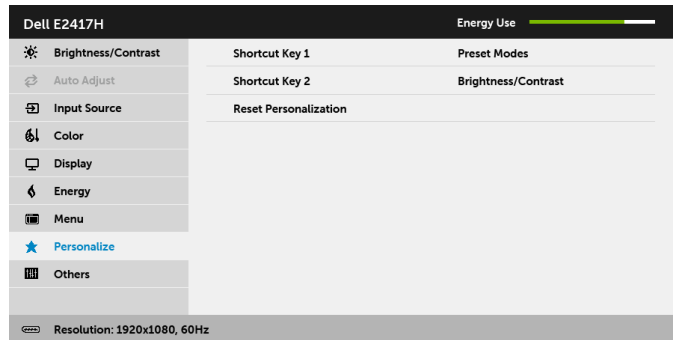 Dell E2417H Energy Use
Brightness/Contrast Shortcut Key 1 Preset Modes
Auto Adjust Shortcut Key 2 Brightness/Contrast
Input Source Reset Personalization
Color
Display
Energy
Menu
Personalize
Others
Resolution: 1920x1080, 60Hz